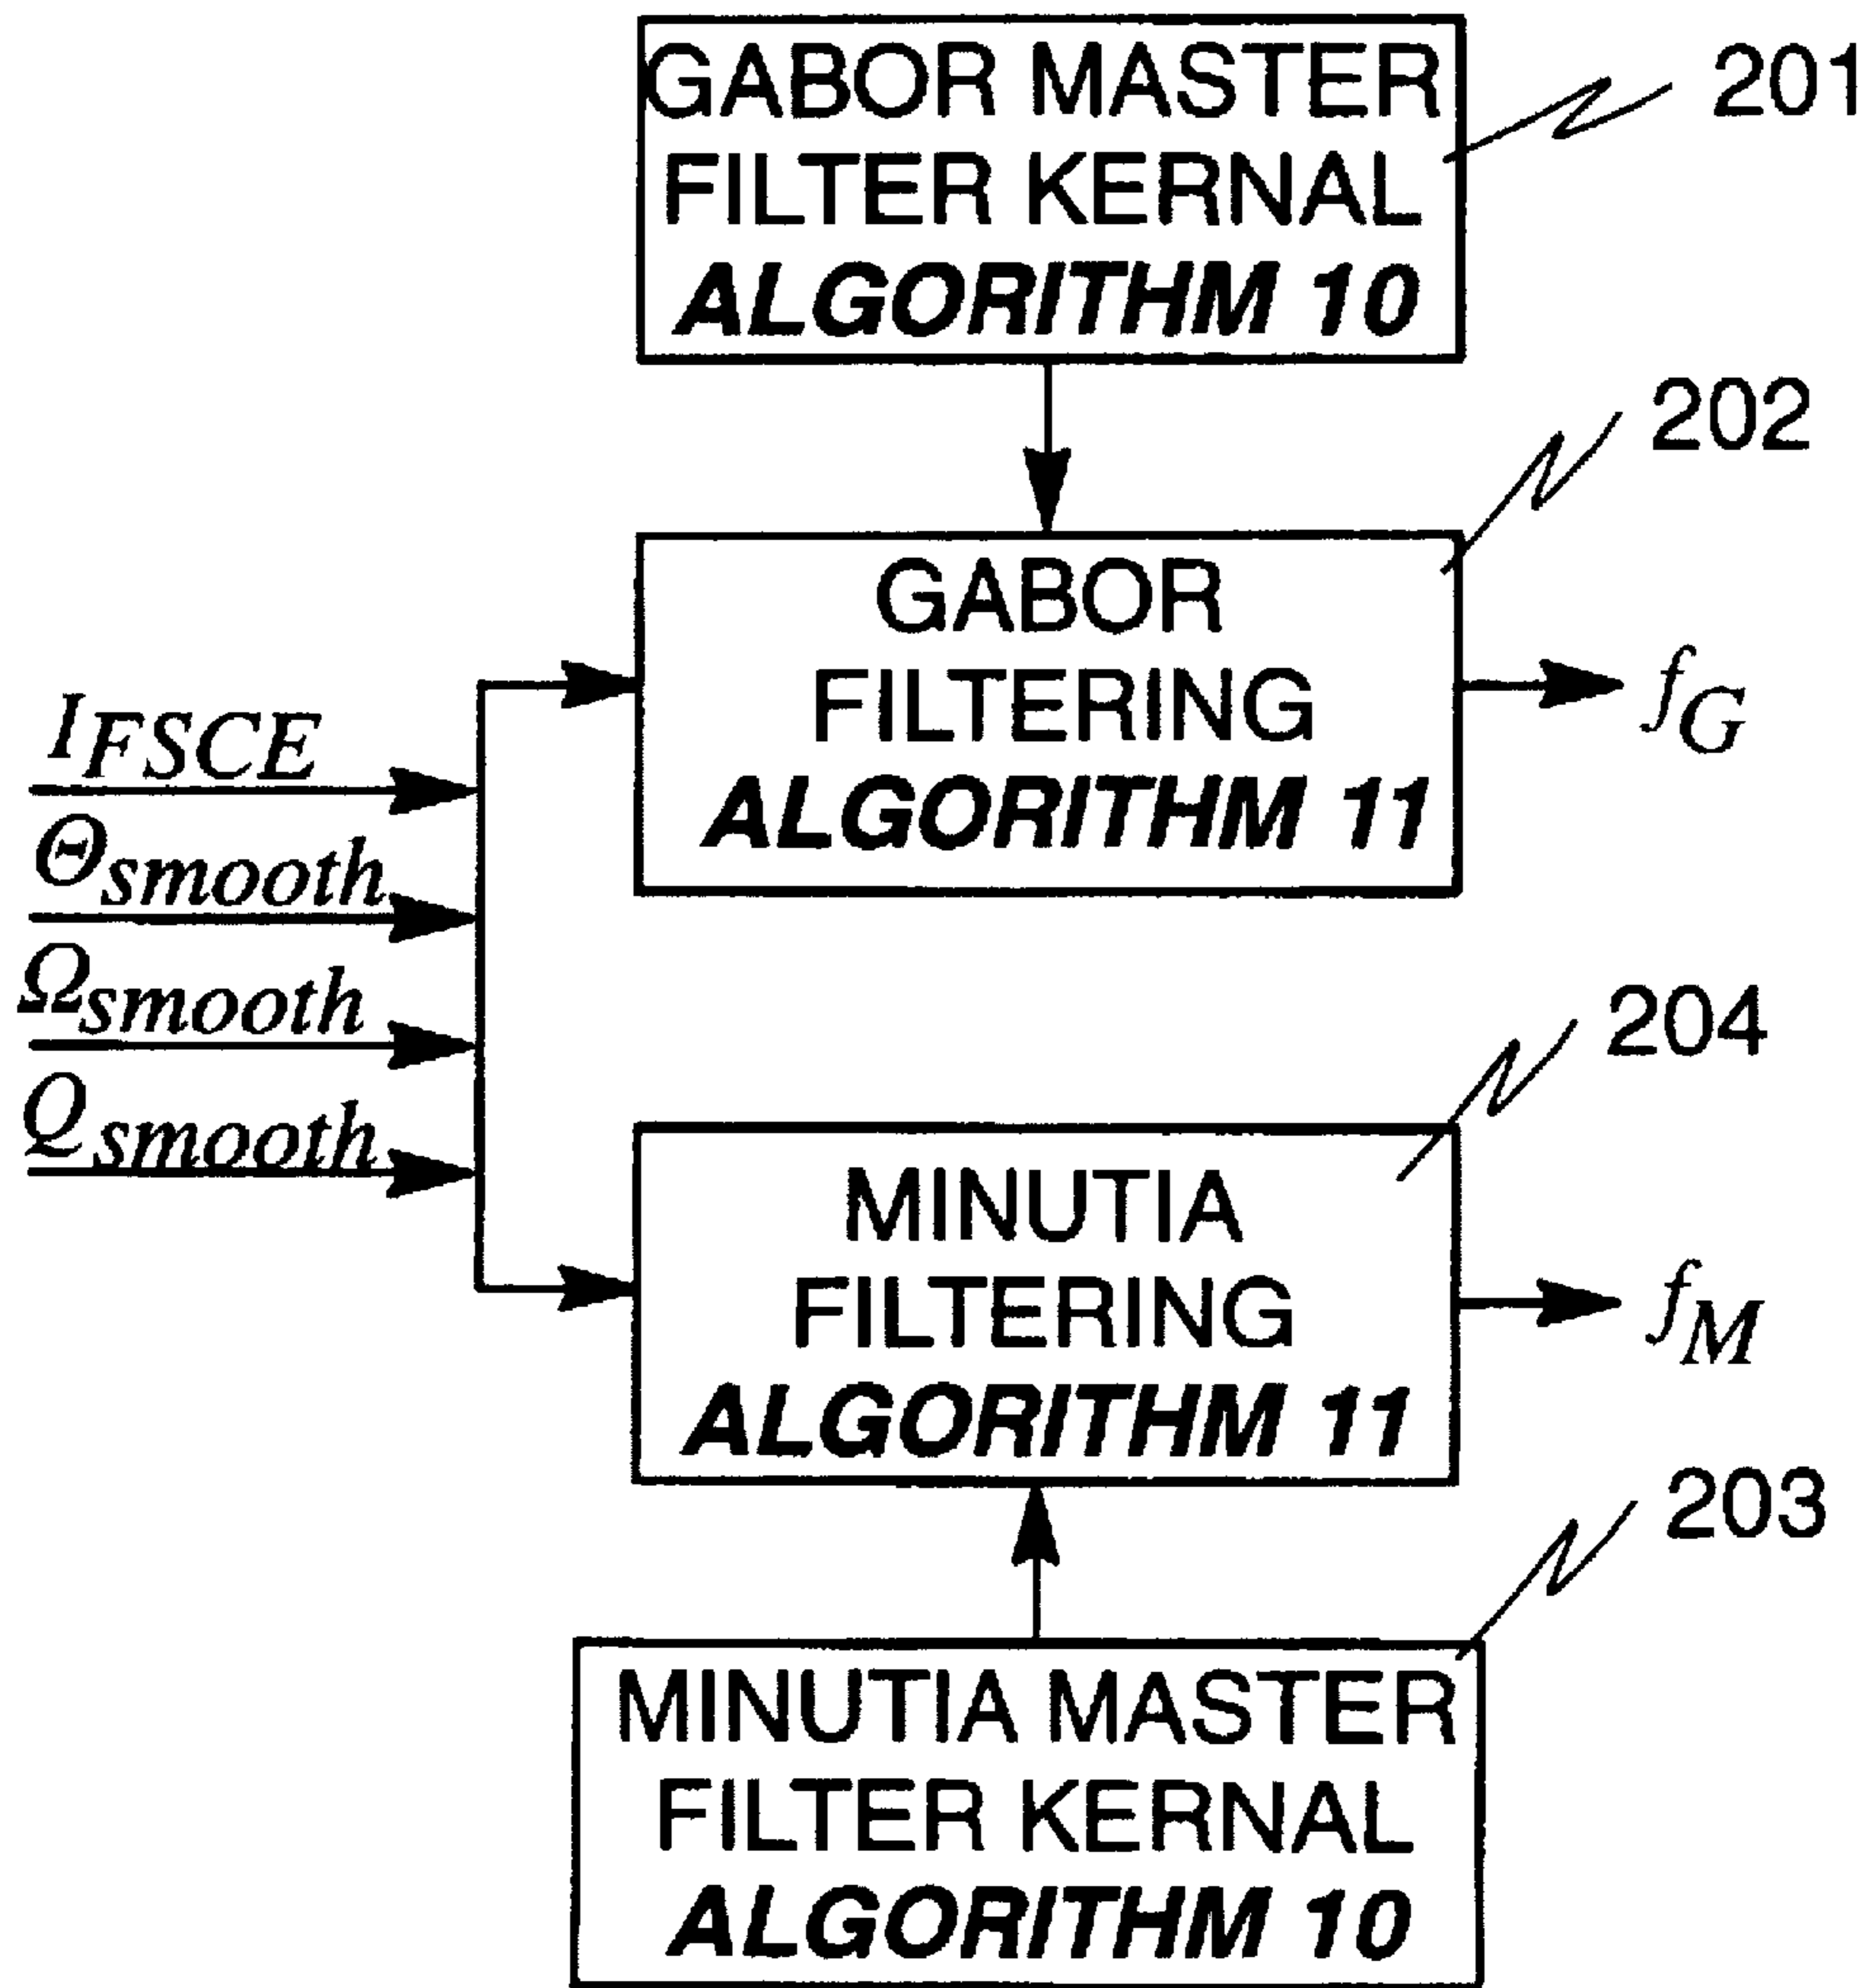 GABOR MASTER
FILTER KERNAL
ALGORITHM 10
201
202
GABOR
FILTERING
ALGORITHM 11
f_G
I_FSCE
Θ_smooth
Ω_smooth
Q_smooth
204
MINUTIA
FILTERING
ALGORITHM 11
f_M
203
MINUTIA MASTER
FILTER KERNAL
ALGORITHM 10